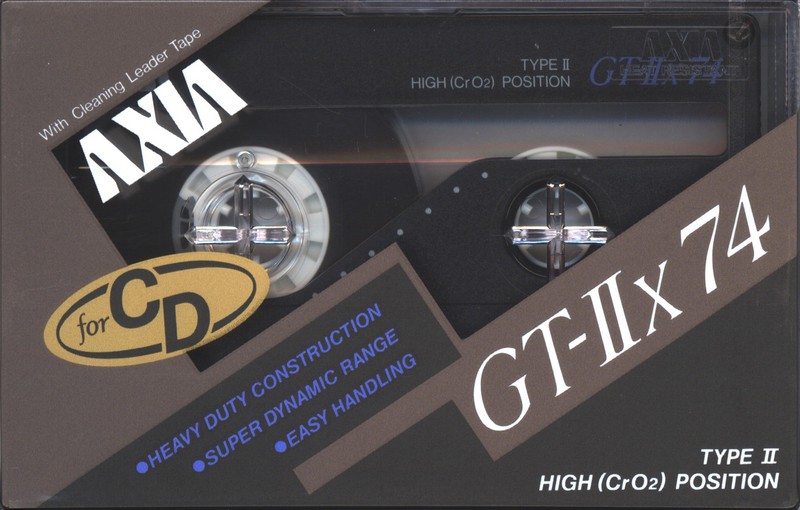 With Cleaning Leader Tape
AXIA
TYPE II
HIGH (CrO2) POSITION
GT-IIx 74
AXIA
for CD
GT-IIx 74
•HEAVY DUTY CONSTRUCTION
•SUPER DYNAMIC RANGE
•EASY HANDLING
TYPE II
HIGH (CrO2) POSITION